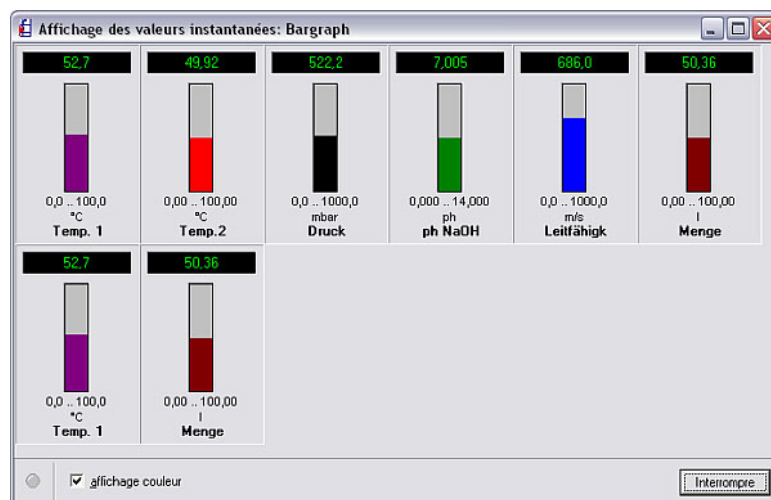 Affichage des valeurs instantanées: Bargraph
52,7 49,92 522,2 7,005 686,0 50,36
0,0 .. 100,0 0,00 .. 100,00 0,0 .. 1000,0 0,000 .. 14,000 0,0 .. 1000,0 0,00 .. 100,00
°C °C mbar ph m/s l
Temp. 1 Temp.2 Druck ph NaOH Leitfähigk Menge
52,7 50,36
0,0 .. 100,0 0,00 .. 100,00
°C l
Temp. 1 Menge
affichage couleur Interrompre